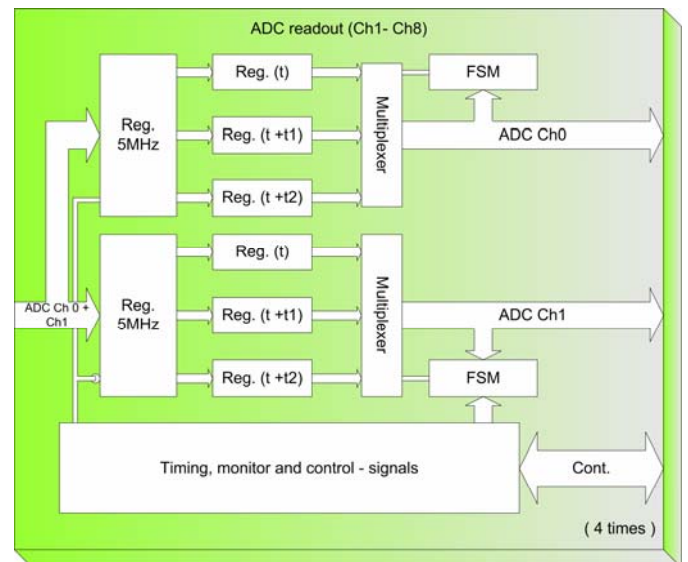 ADC readout (Ch1- Ch8)
Reg. (t)
FSM
Reg.
5MHz
Reg. (t +t1)
Multiplexer
ADC Ch0
Reg. (t +t2)
Reg. (t)
ADC Ch 0 +
Ch1
Reg.
5MHz
Reg. (t +t1)
Multiplexer
ADC Ch1
Reg. (t +t2)
FSM
Timing, monitor and control - signals
Cont.
( 4 times )